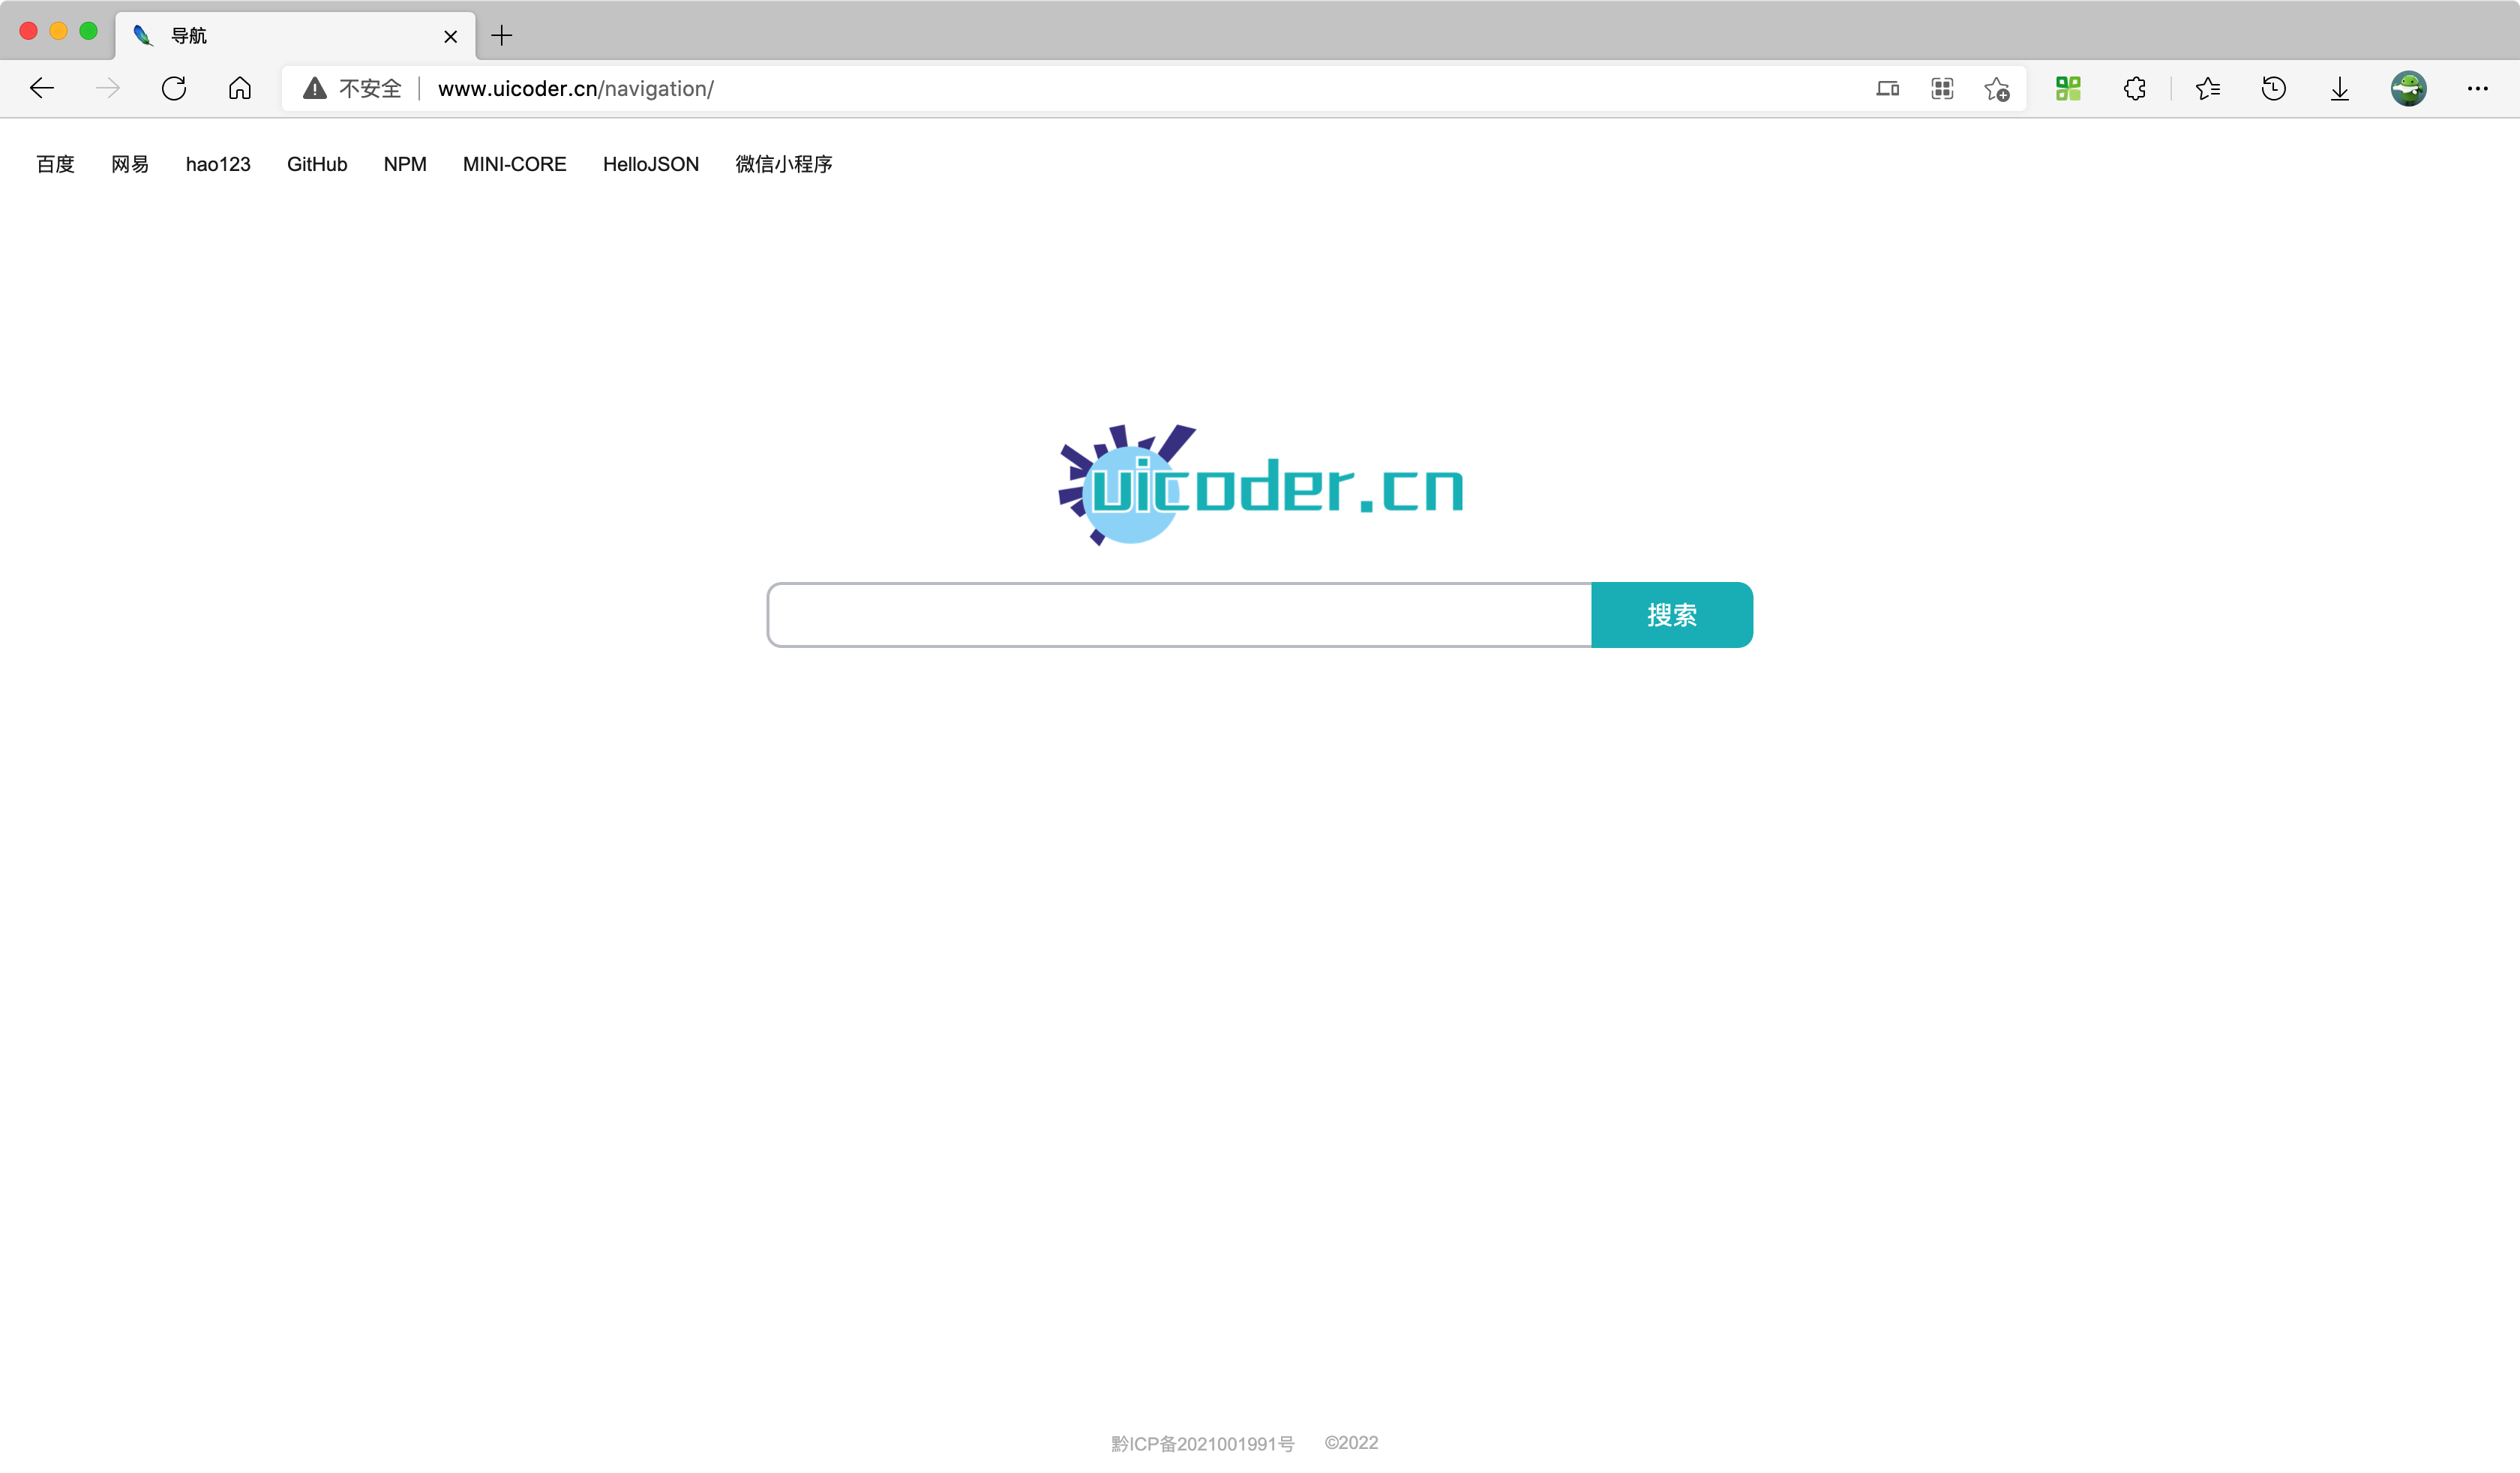 导航
不安全 www.uicoder.cn/navigation/
百度 网易 hao123 GitHub NPM MINI-CORE HelloJSON 微信小程序
uicoder.cn
搜索
黔ICP备2021001991号 ©2022